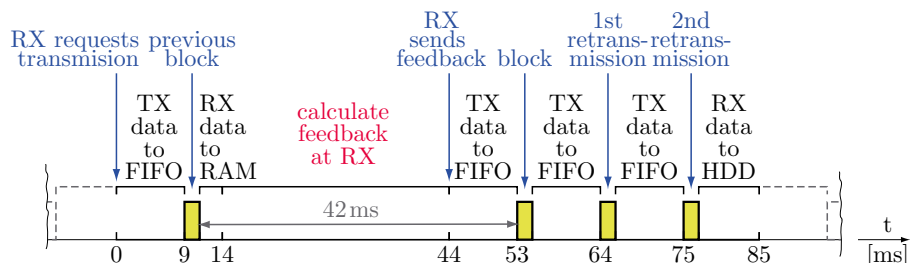 RX requests
transmision
previous
block
RX
sends
feedback
block
1st
retrans-
mission
2nd
retrans-
mission
TX
data
to
FIFO
RX
data
to
RAM
calculate
feedback
at RX
TX
data
to
FIFO
TX
data
to
FIFO
TX
data
to
FIFO
RX
data
to
HDD
42 ms
0 9 14 44 53 64 75 85
t
[ms]